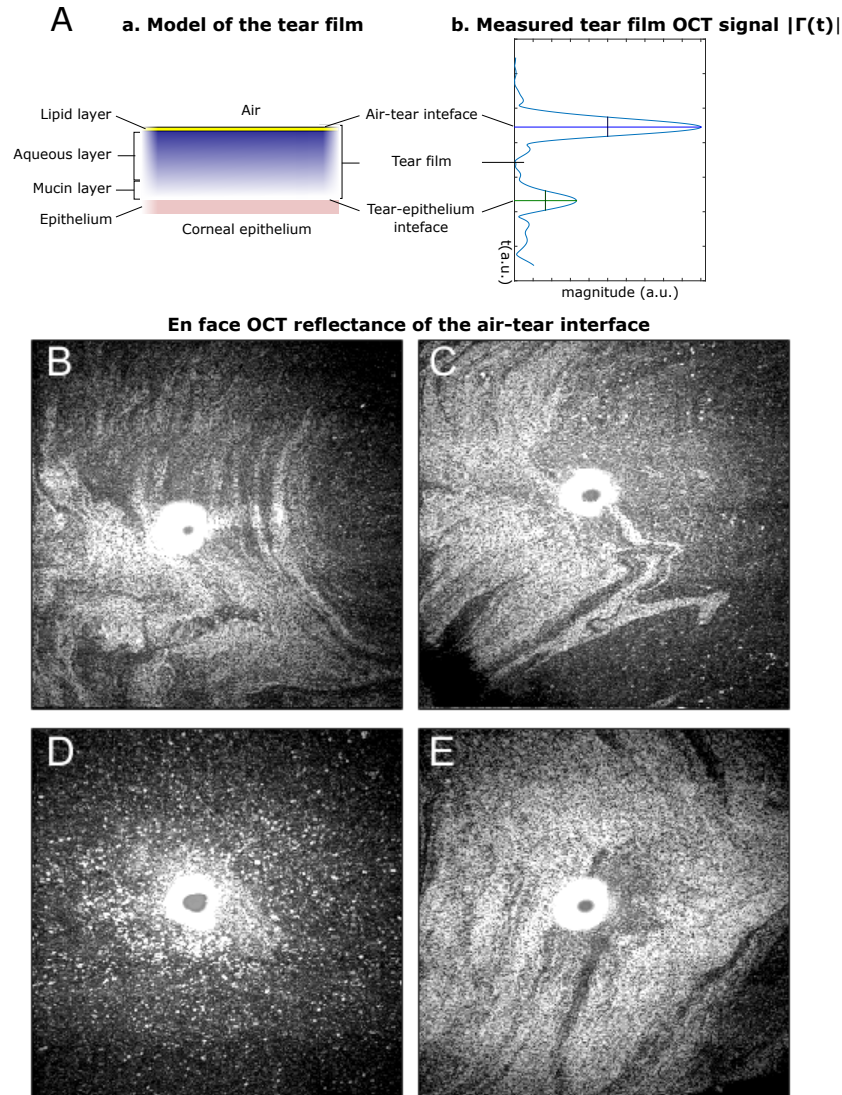 A
a. Model of the tear film
b. Measured tear film OCT signal |Γ(t)|
Lipid layer
Air
Air-tear inteface
Aqueous layer
Tear film
Mucin layer
Tear-epithelium
inteface
Epithelium
Corneal epithelium
t(a.u.)
magnitude (a.u.)
En face OCT reflectance of the air-tear interface
B
C
D
E